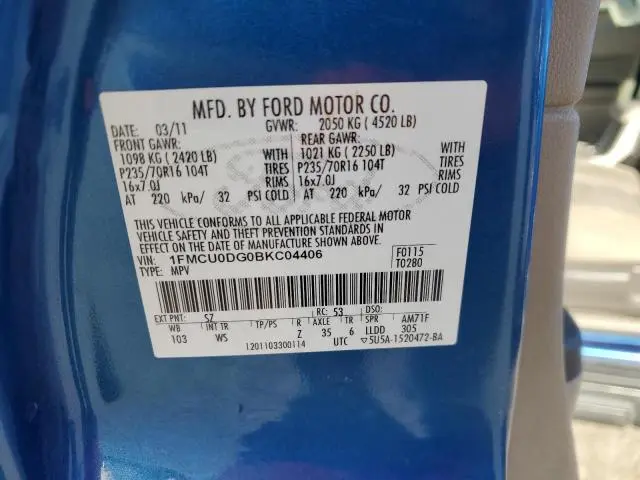 MFD. BY FORD MOTOR CO.
DATE: 03/11 GVWR: 2050 KG ( 4520 LB)
FRONT GAWR: REAR GAWR:
1098 KG ( 2420 LB) WITH 1021 KG ( 2250 LB) WITH
P235/70R16 104T TIRES P235/70R16 104T TIRES
16x7.0J RIMS 16x7.0J RIMS
AT 220 kPa/ 32 PSI COLD AT 220 kPa/ 32 PSI COLD
THIS VEHICLE CONFORMS TO ALL APPLICABLE FEDERAL MOTOR
VEHICLE SAFETY AND THEFT PREVENTION STANDARDS IN
EFFECT ON THE DATE OF MANUFACTURE SHOWN ABOVE.
VIN: 1FMCU0DG0BKC04406 F0115
TYPE: MPV T0280
EXT PNT: SZ RC: 53 DSO:
WB INT TR TP/PS R AXLE TR SPR AM71F
103 WS Z 35 6 LLDD 305
1201103300114 UTC ▽5U5A-1520472-BA